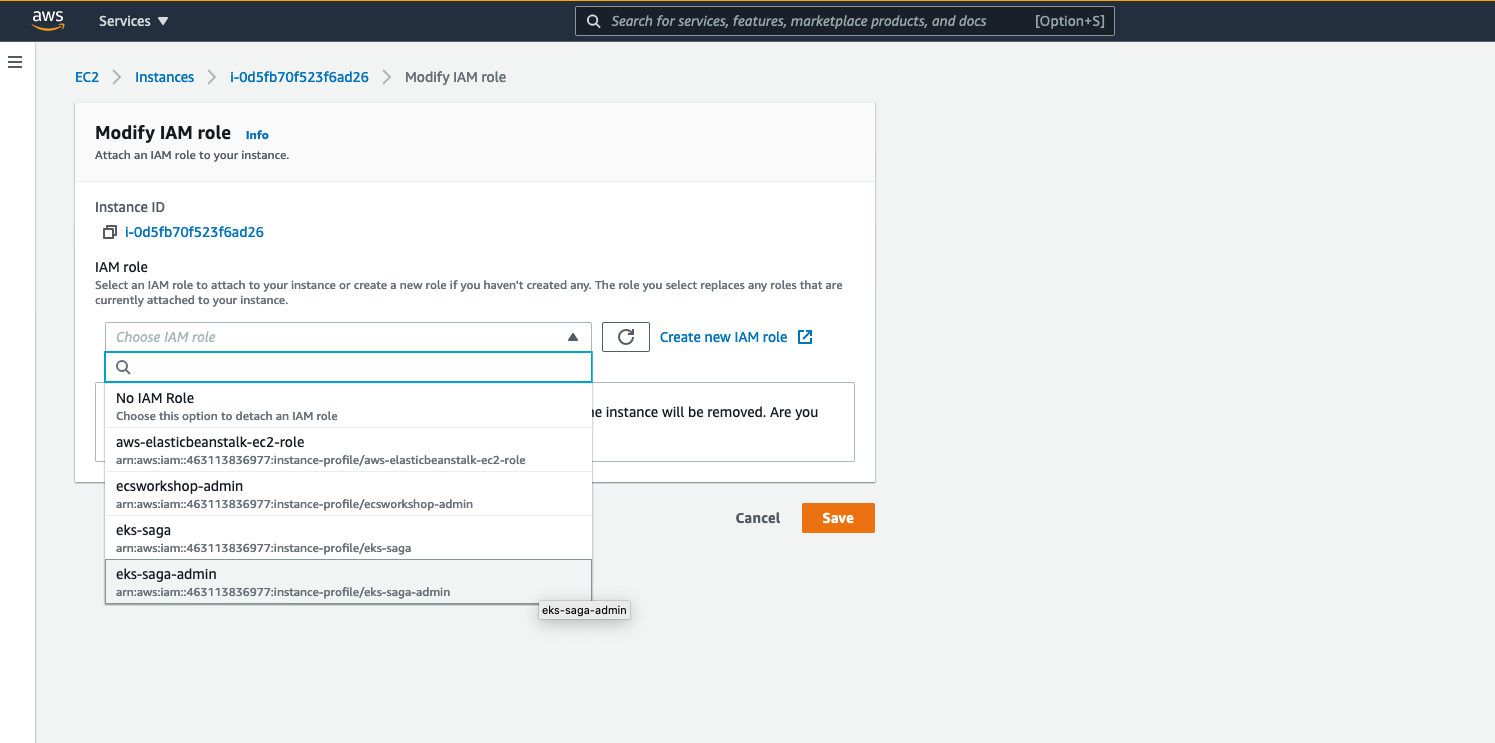 aws
Services
Search for services, features, marketplace products, and docs
[Option+S]
EC2 Instances i-0d5fb70f523f6ad26 Modify IAM role
Modify IAM role Info
Attach an IAM role to your instance.
Instance ID
i-0d5fb70f523f6ad26
IAM role
Select an IAM role to attach to your instance or create a new role if you haven't created any. The role you select replaces any roles that are
currently attached to your instance.
Choose IAM role
Create new IAM role
No IAM Role
Choose this option to detach an IAM role
instance will be removed. Are you
aws-elasticbeanstalk-ec2-role
arn:aws:iam::463113836977:instance-profile/aws-elasticbeanstalk-ec2-role
ecsworkshop-admin
arn:aws:iam::463113836977:instance-profile/ecsworkshop-admin
eks-saga
arn:aws:iam::463113836977:instance-profile/eks-saga
eks-saga-admin
arn:aws:iam::463113836977:instance-profile/eks-saga-admin
eks-saga-admin
Cancel
Save